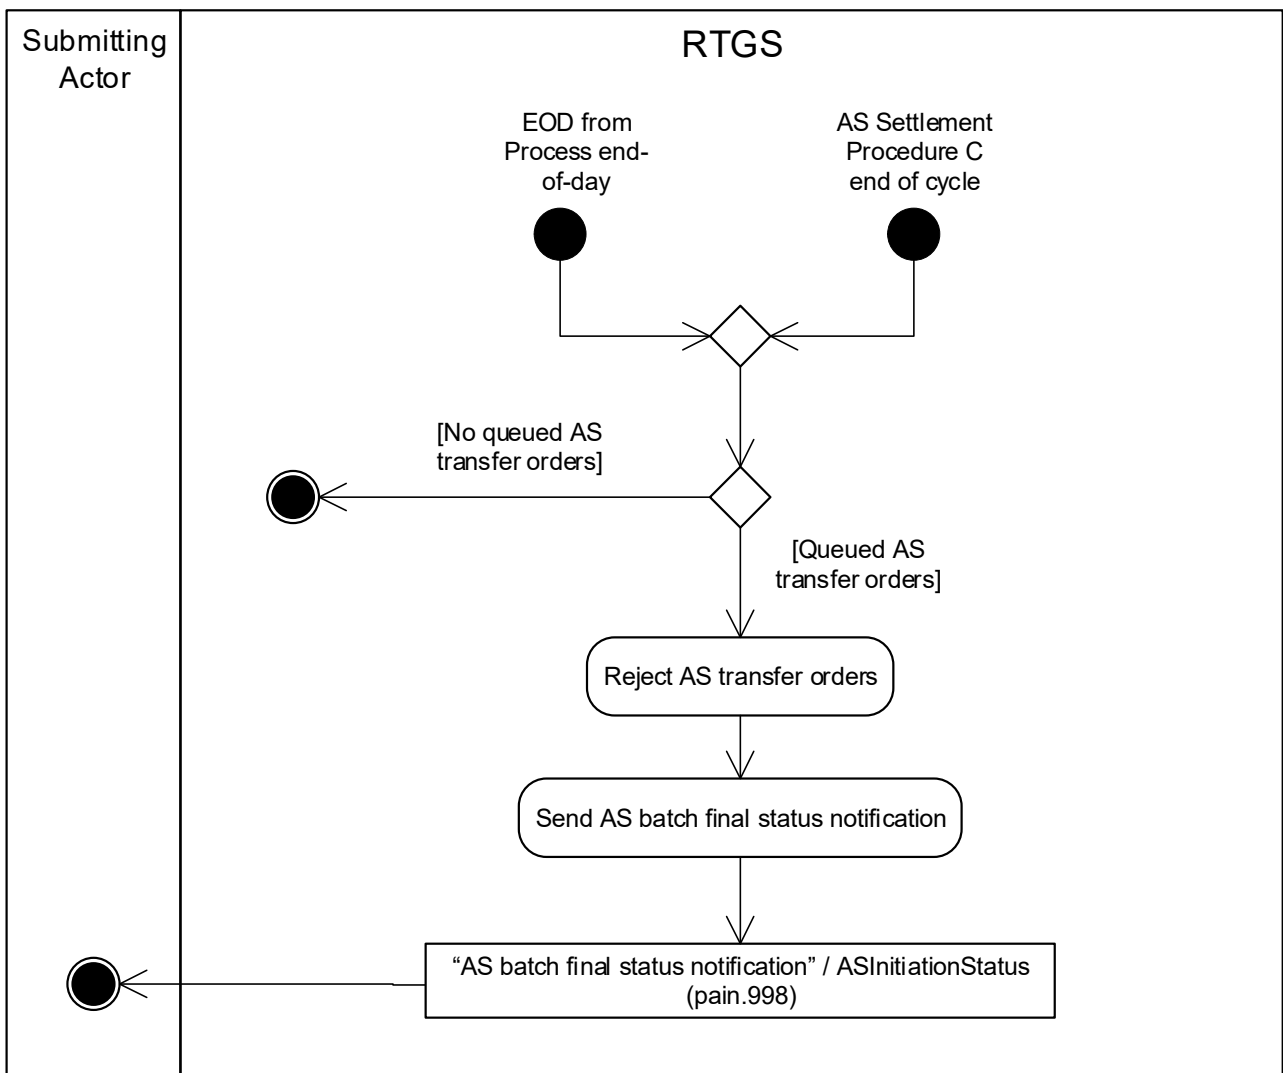 Submitting
Actor
RTGS
EOD from
Process end-
of-day
AS Settlement
Procedure C
end of cycle
[No queued AS
transfer orders]
[Queued AS
transfer orders]
Reject AS transfer orders
Send AS batch final status notification
“AS batch final status notification” / ASInitiationStatus
(pain.998)